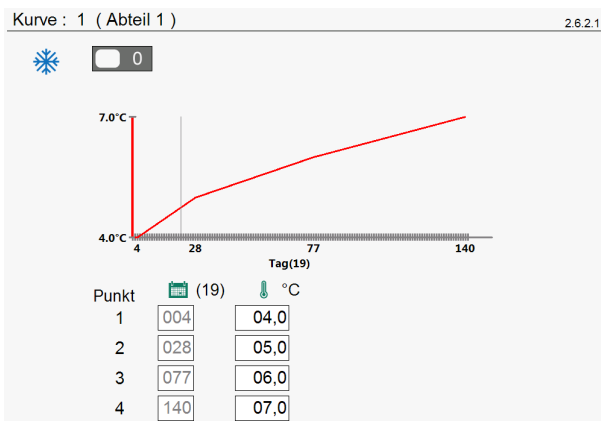 Kurve : 1 ( Abteil 1 ) 2.6.2.1
0
7.0°C
4.0°C
4 28 77 140
Tag(19)
Punkt (19) °C
1 004 04,0
2 028 05,0
3 077 06,0
4 140 07,0